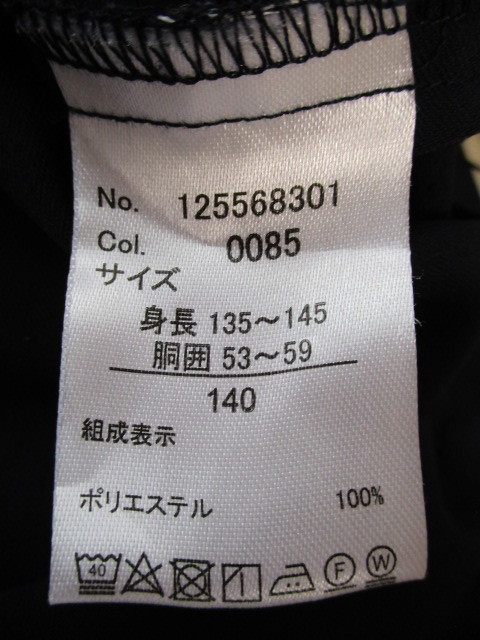 No. 125568301
Col. 0085
サイズ
身長 135～145
胴囲 53～59
140
組成表示
ポリエステル 100%
40 F W